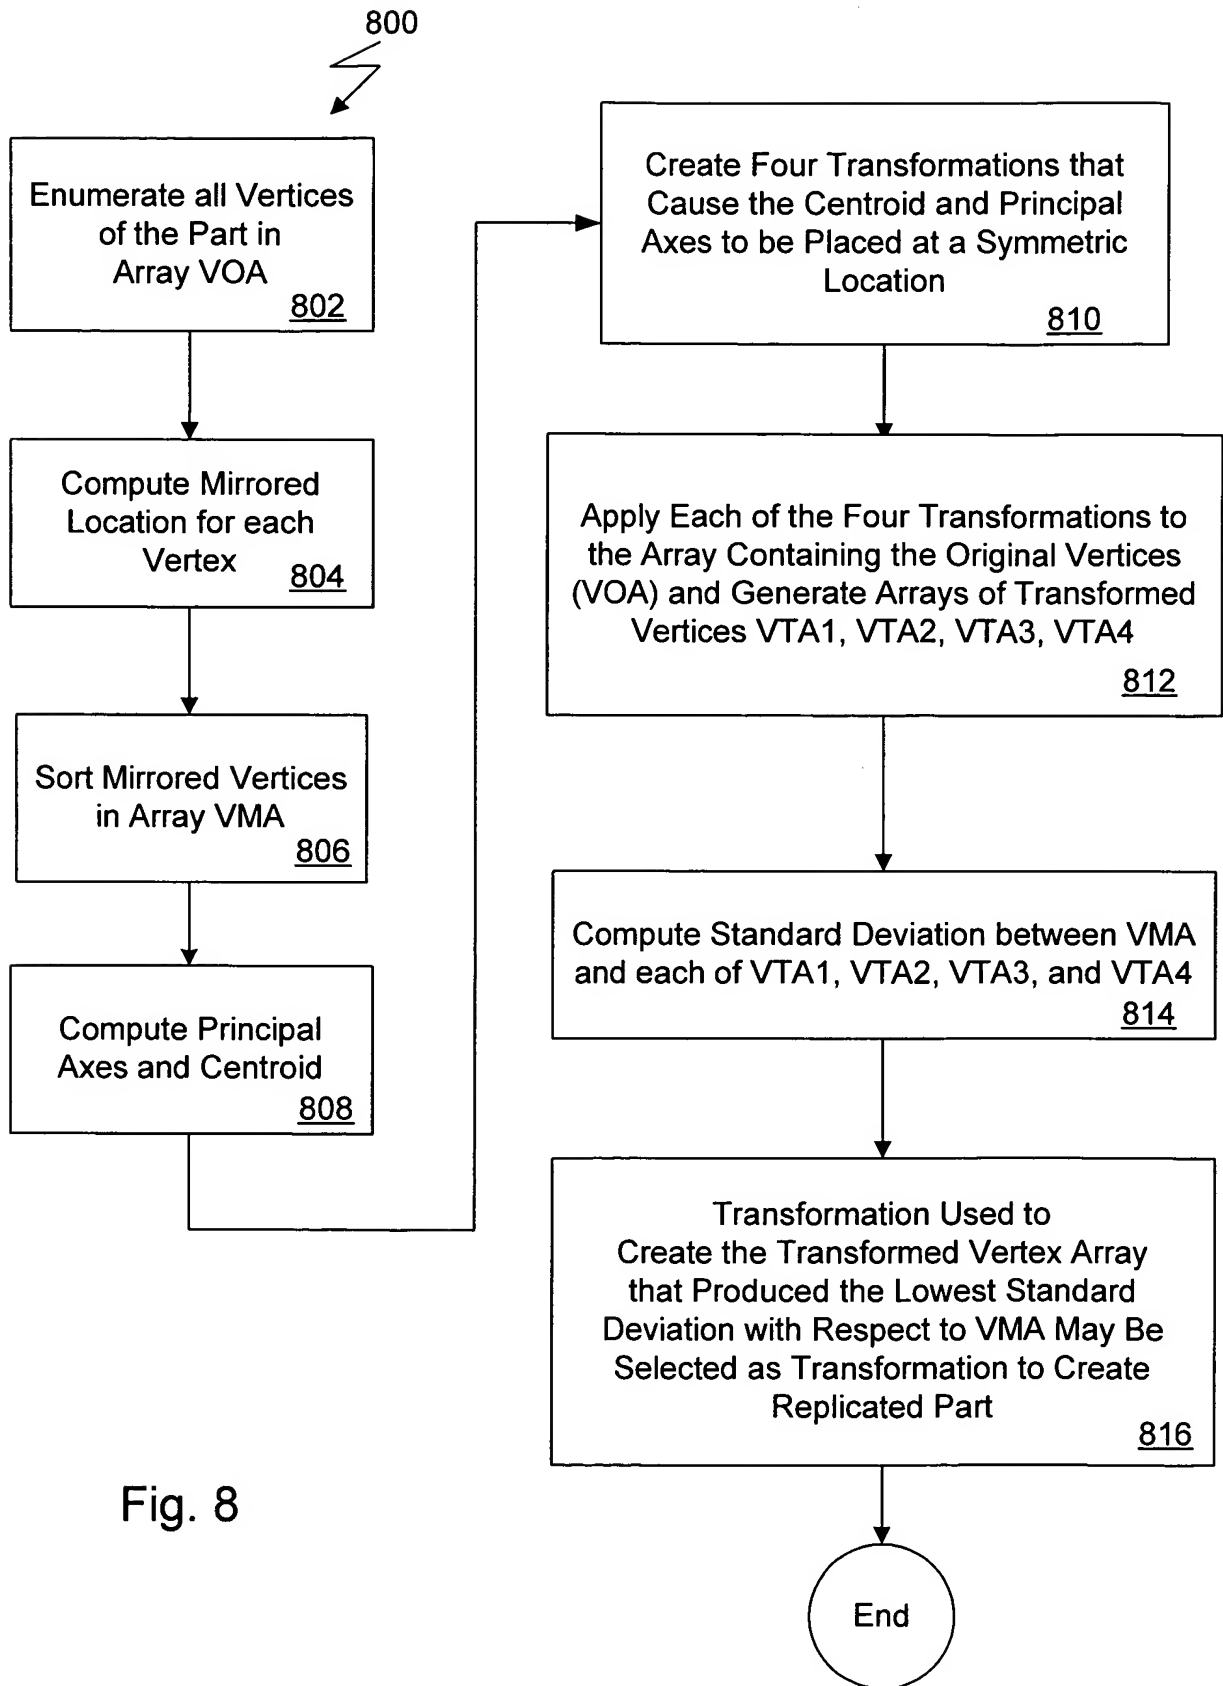 800
Enumerate all Vertices
of the Part in
Array VOA
802
Compute Mirrored
Location for each
Vertex
804
Sort Mirrored Vertices
in Array VMA
806
Compute Principal
Axes and Centroid
808
Create Four Transformations that
Cause the Centroid and Principal
Axes to be Placed at a Symmetric
Location
810
Apply Each of the Four Transformations to
the Array Containing the Original Vertices
(VOA) and Generate Arrays of Transformed
Vertices VTA1, VTA2, VTA3, VTA4
812
Compute Standard Deviation between VMA
and each of VTA1, VTA2, VTA3, and VTA4
814
Transformation Used to
Create the Transformed Vertex Array
that Produced the Lowest Standard
Deviation with Respect to VMA May Be
Selected as Transformation to Create
Replicated Part
816
End
Fig. 8